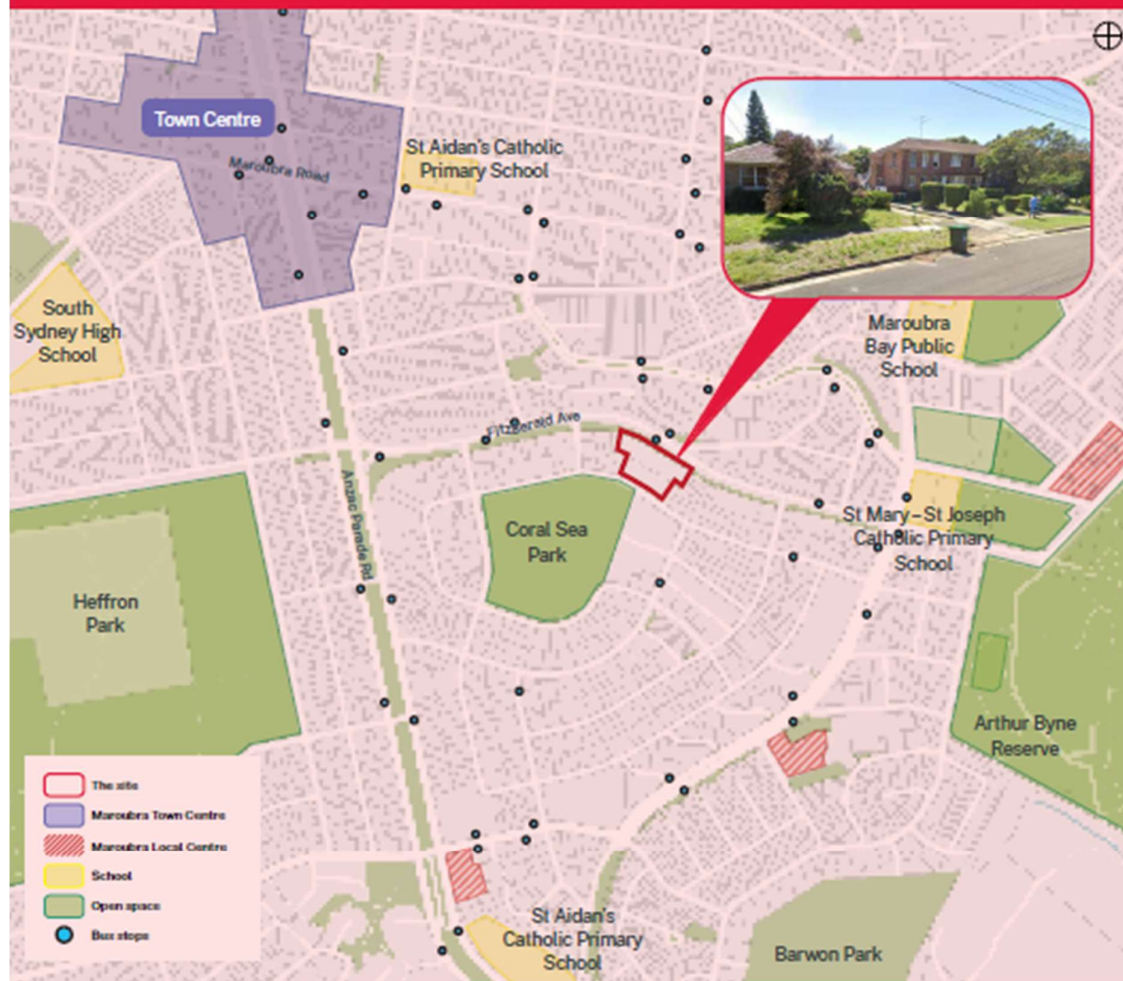 Town Centre
Maroubra Road
St Aidan's Catholic
Primary School
South
Sydney High
School
Maroubra
Bay Public
School
Fitzgerald Ave
Anzac Parade Rd
Coral Sea
Park
St Mary–St Joseph
Catholic Primary
School
Heffron
Park
Arthur Byne
Reserve
The site
Maroubra Town Centre
Maroubra Local Centre
School
Open space
Bus stops
St Aidan's
Catholic Primary
School
Barwon Park